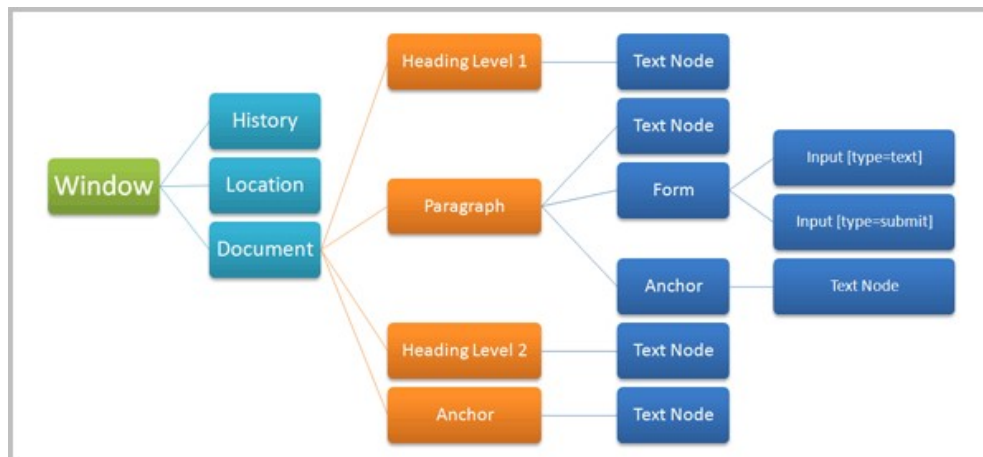 Window
History
Location
Document
Heading Level 1
Text Node
Paragraph
Text Node
Form
Input [type=text]
Input [type=submit]
Anchor
Text Node
Heading Level 2
Text Node
Anchor
Text Node